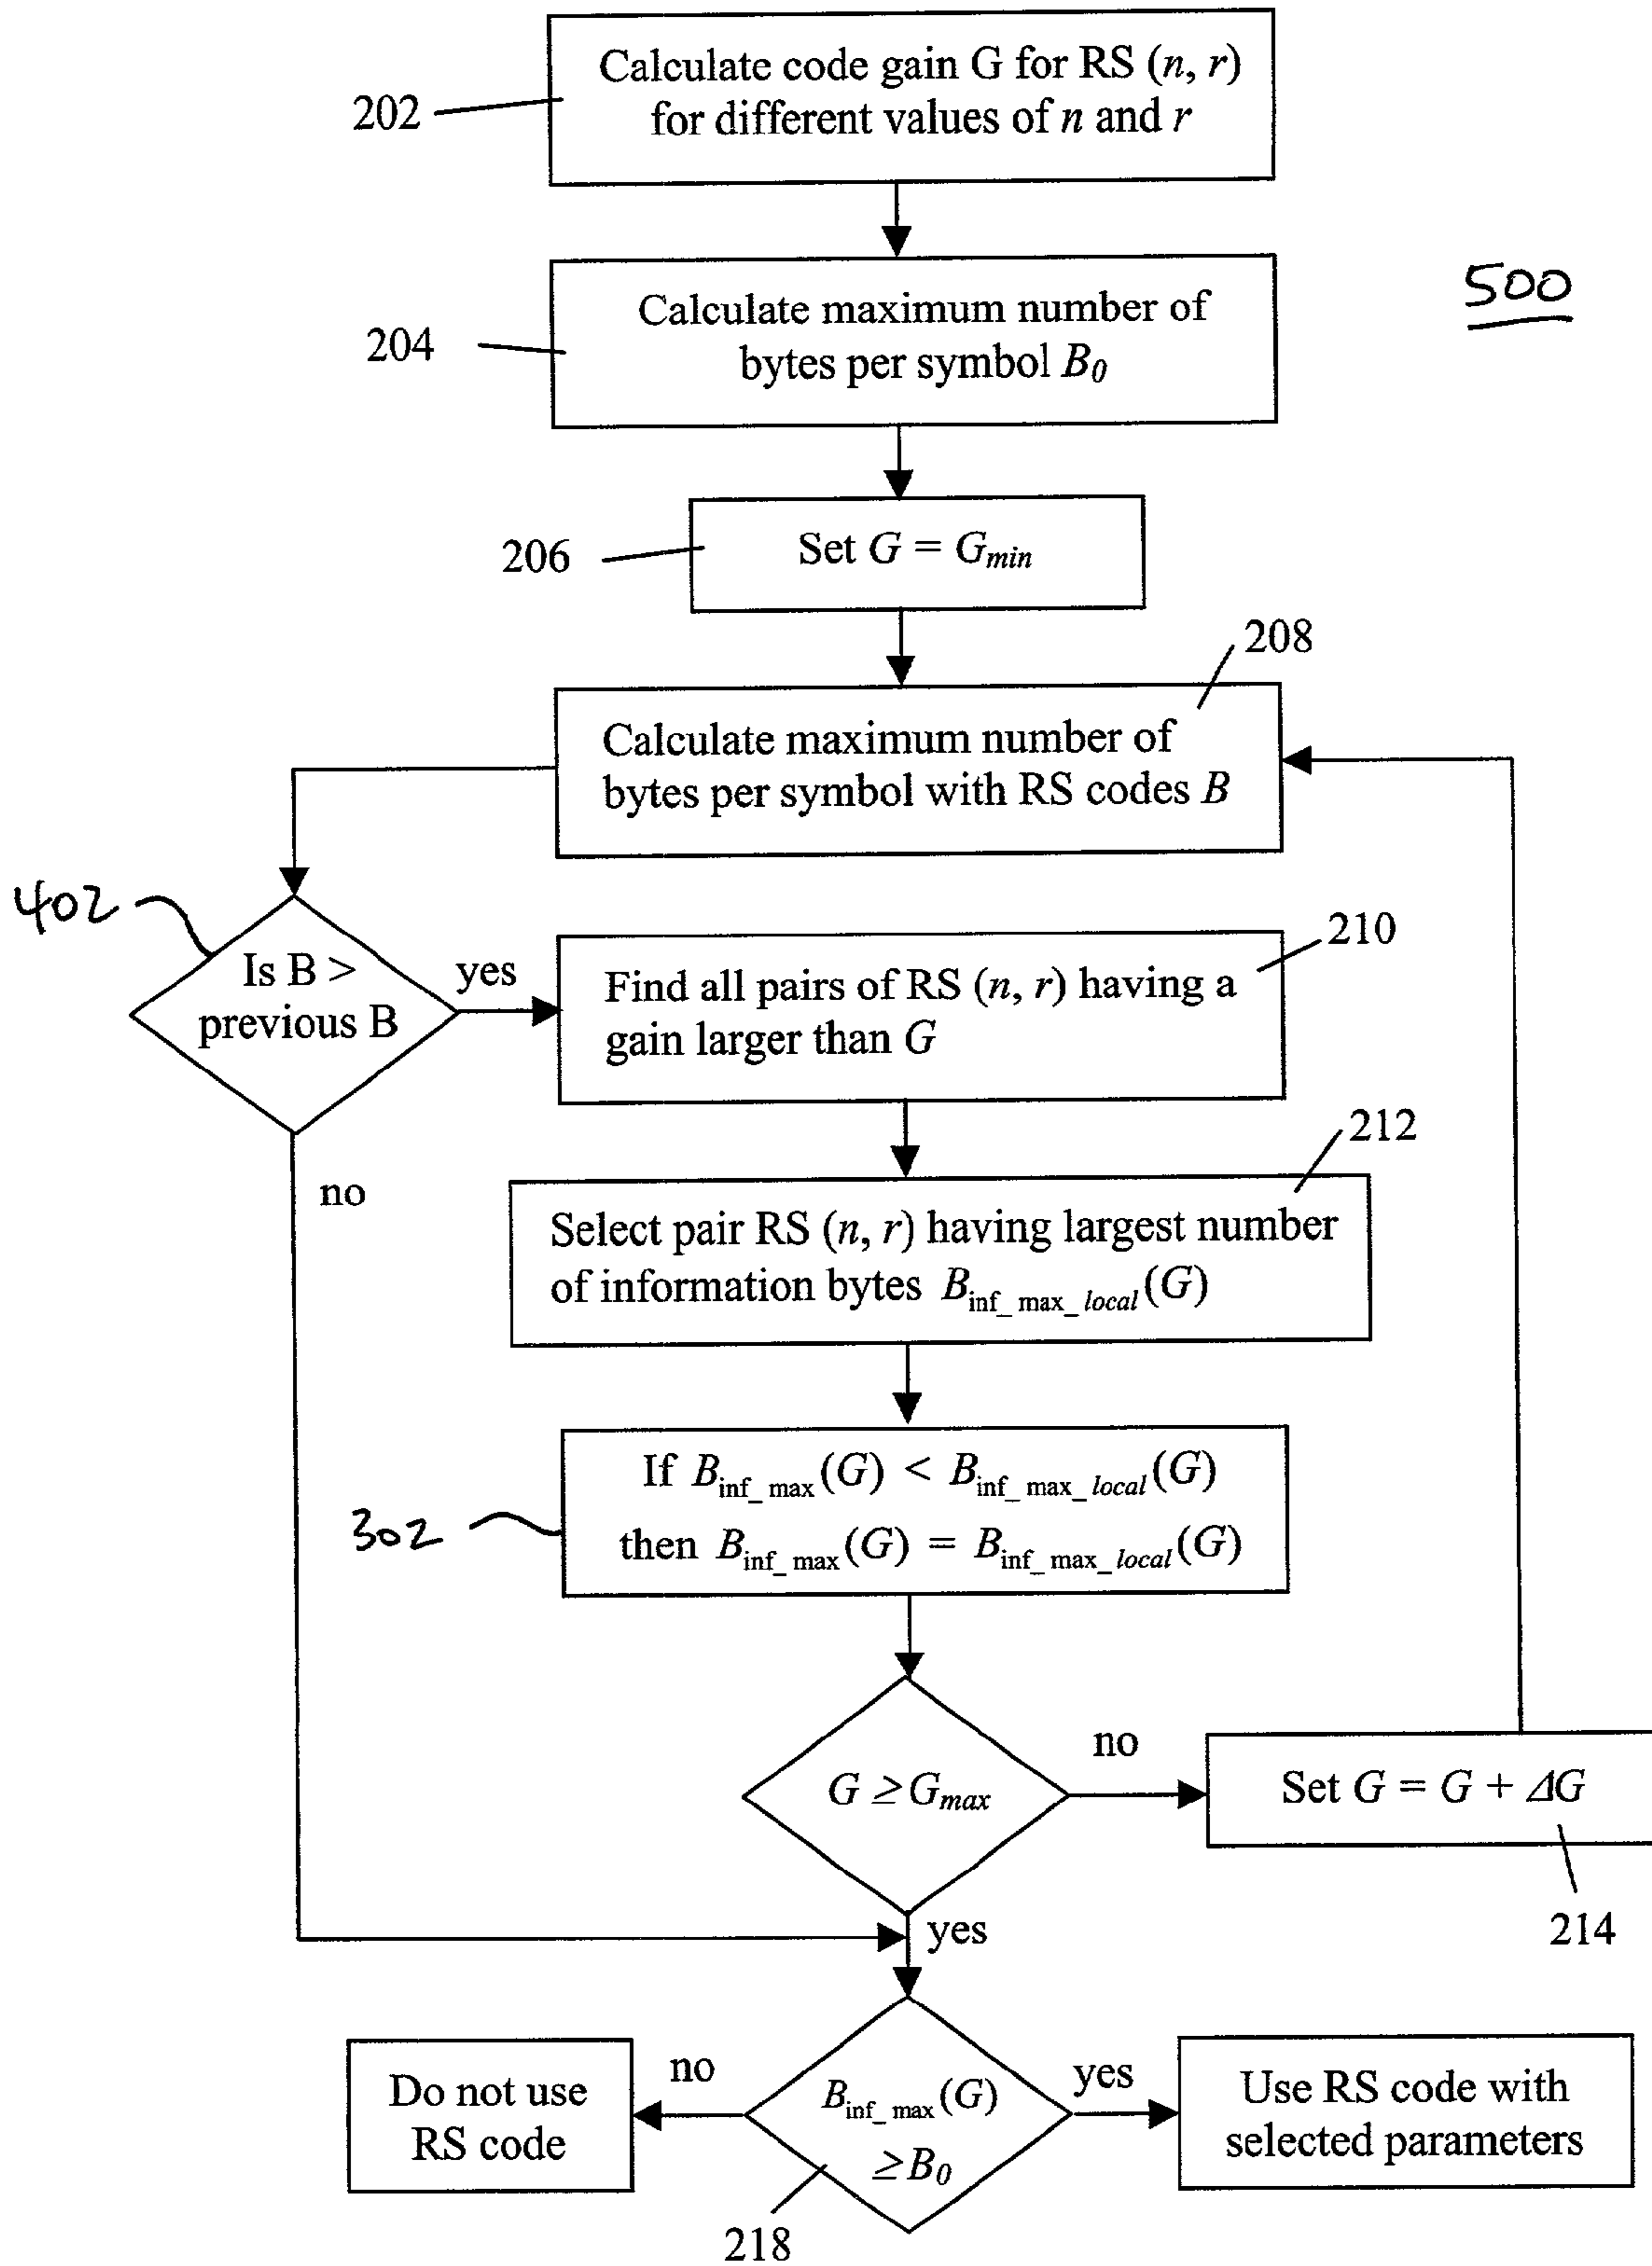 Calculate code gain G for RS (n, r)
for different values of n and r
202
Calculate maximum number of
bytes per symbol B0
204
500
Set G = Gmin
206
208
Calculate maximum number of
bytes per symbol with RS codes B
402
Is B >
previous B
yes
210
Find all pairs of RS (n, r) having a
gain larger than G
no
212
Select pair RS (n, r) having largest number
of information bytes Binf_max_local(G)
If Binf_max(G) < Binf_max_local(G)
then Binf_max(G) = Binf_max_local(G)
302
G ≥ Gmax
no
Set G = G + ΔG
214
yes
Do not use
RS code
no
Binf_max(G)
≥B0
yes
Use RS code with
selected parameters
218